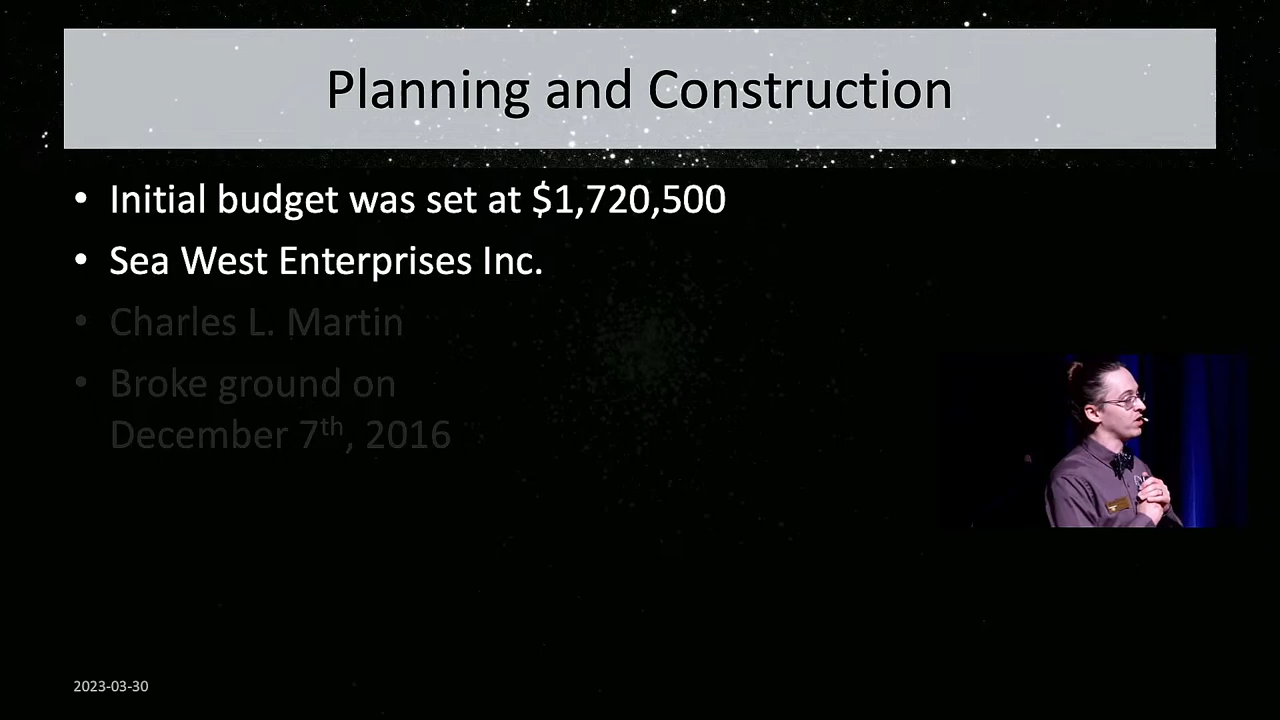 Planning and Construction
• Initial budget was set at $1,720,500
• Sea West Enterprises Inc.
• Charles L. Martin
• Broke ground on
December 7th, 2016
2023-03-30